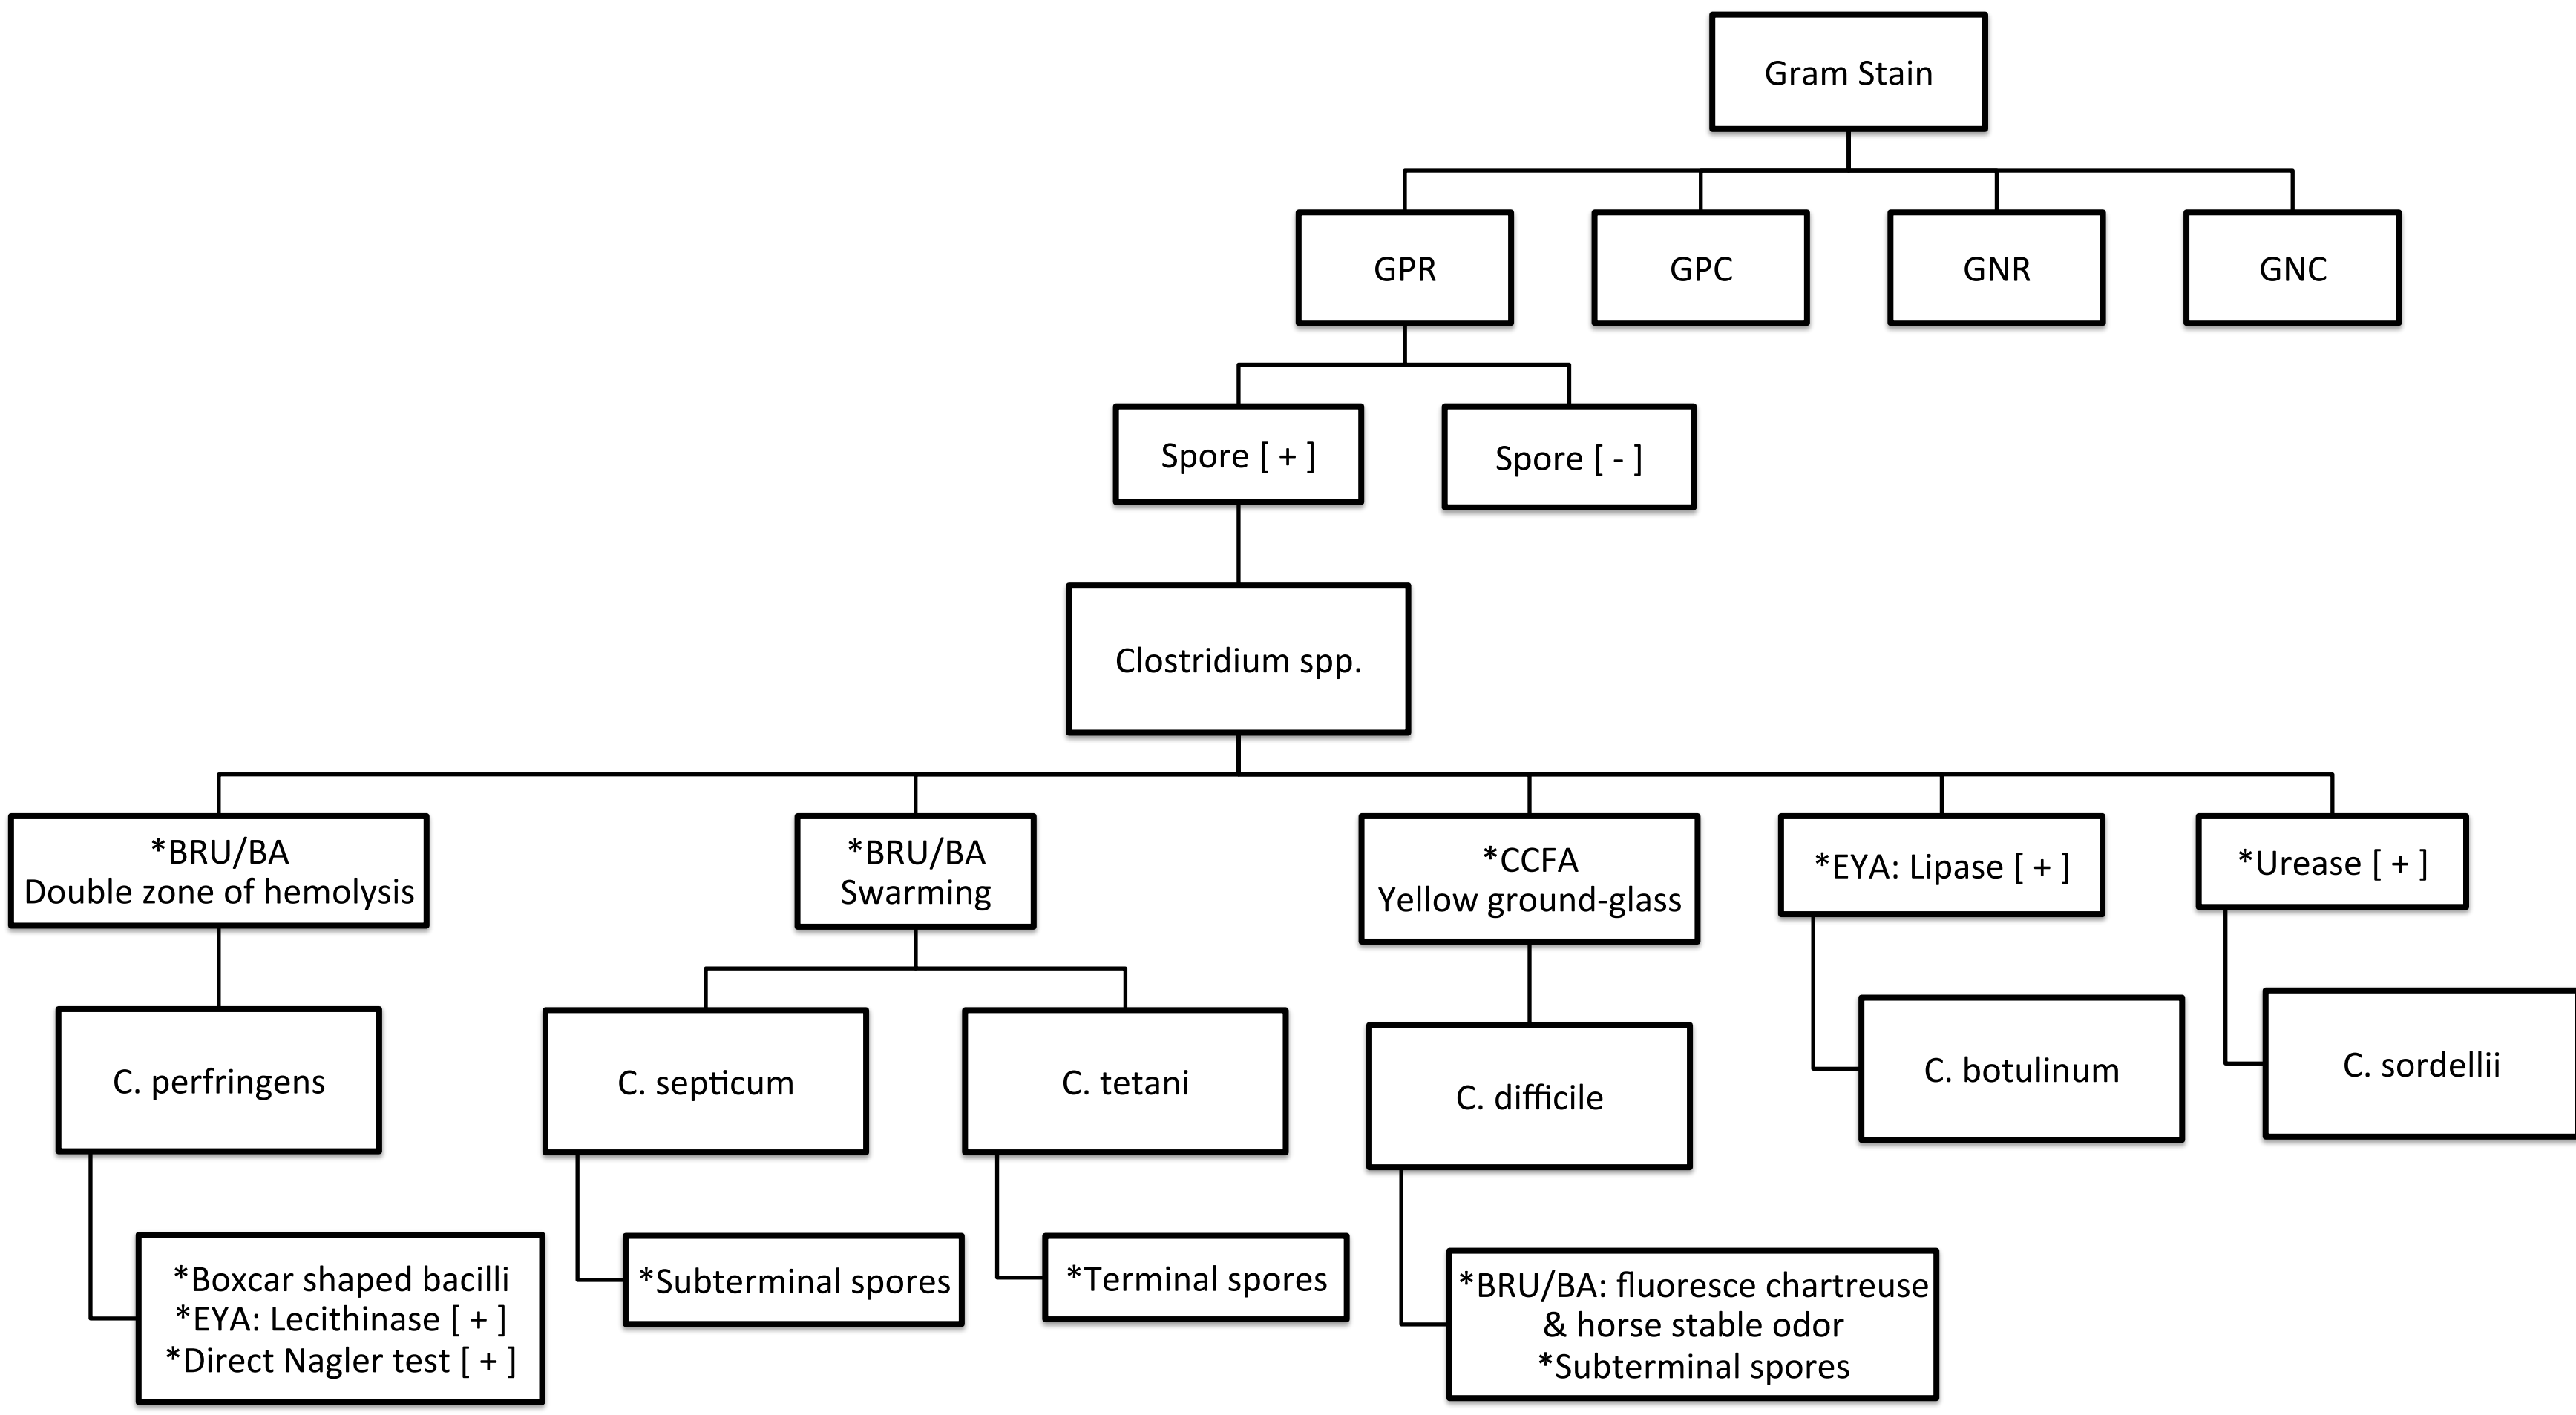 Gram Stain
GPR
GPC
GNR
GNC
Spore [ + ]
Spore [ - ]
Clostridium spp.
*BRU/BA
Double zone of hemolysis
*BRU/BA
Swarming
*CCFA
Yellow ground-glass
*EYA: Lipase [ + ]
*Urease [ + ]
C. perfringens
C. septicum
C. tetani
C. difficile
C. botulinum
C. sordellii
*Boxcar shaped bacilli
*EYA: Lecithinase [ + ]
*Direct Nagler test [ + ]
*Subterminal spores
*Terminal spores
*BRU/BA: fluoresce chartreuse
& horse stable odor
*Subterminal spores